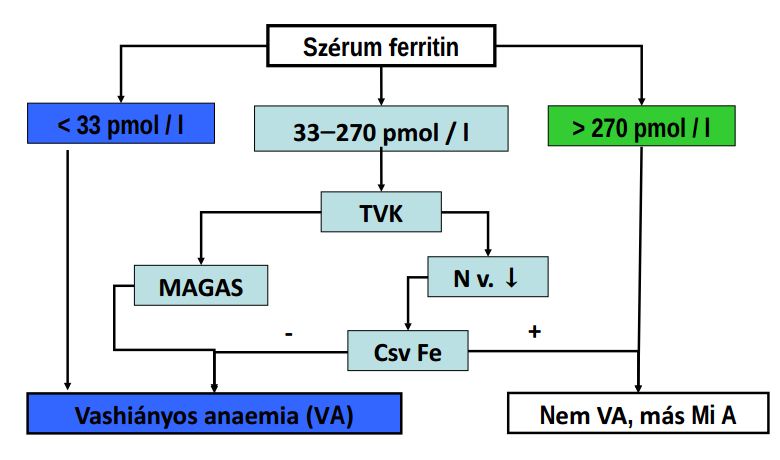 Szérum ferritin
< 33 pmol / l
33–270 pmol / l
> 270 pmol / l
TVK
MAGAS
N v. ↓
-
+
Csv Fe
Vashiányos anaemia (VA)
Nem VA, más Mi A